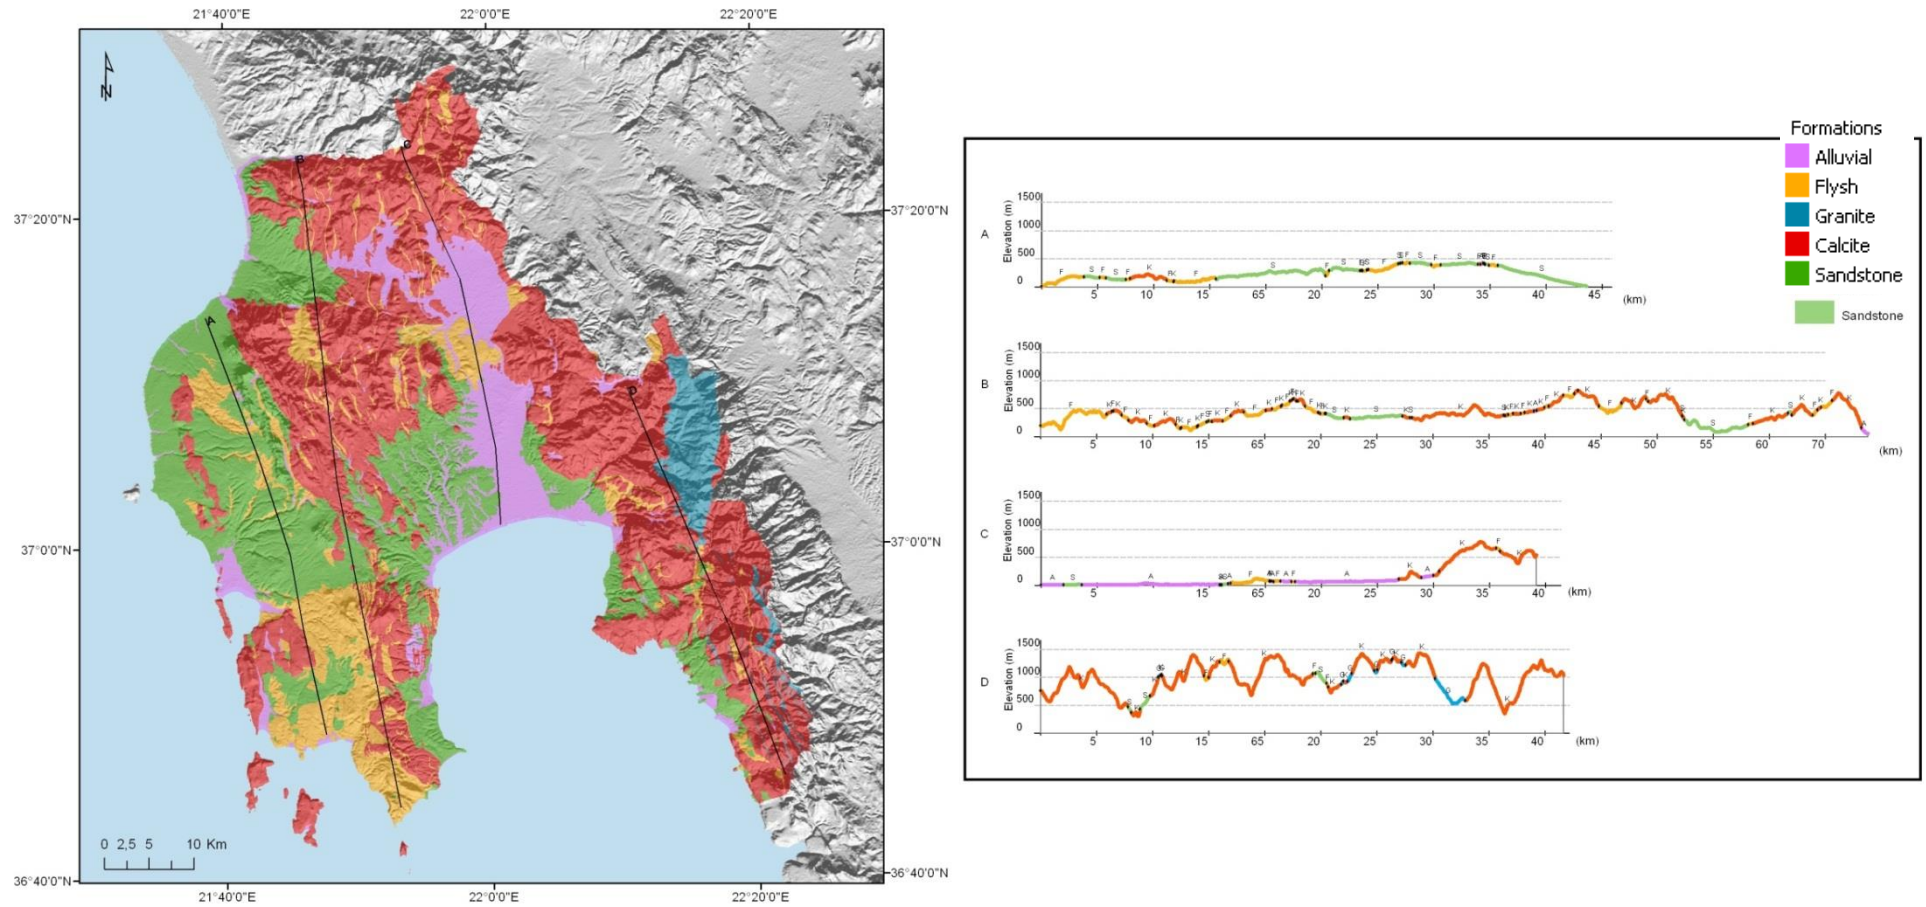 21°40'0"E 22°0'0"E 22°20'0"E
N
37°20'0"N 37°20'0"N
37°0'0"N 37°0'0"N
36°40'0"N 36°40'0"N
21°40'0"E 22°0'0"E 22°20'0"E
A
B
C
D
0 2,5 5 10 Km
Formations
Alluvial
Flysh
Granite
Calcite
Sandstone
Sandstone
A
Elevation (m)
1500
1000
500
0
F S F S F K F S F S S F S F S F S
5 10 15 65 20 25 30 35 40 45 (km)
B
Elevation (m)
1500
1000
500
0
5 10 15 20 25 30 35 40 45 50 55 60 65 70 (km)
C
Elevation (m)
1500
1000
500
0
A S A F A F A K A K F K
5 15 65 20 25 30 35 40 (km)
D
Elevation (m)
1500
1000
500
0
5 10 15 65 20 25 30 35 40 (km)